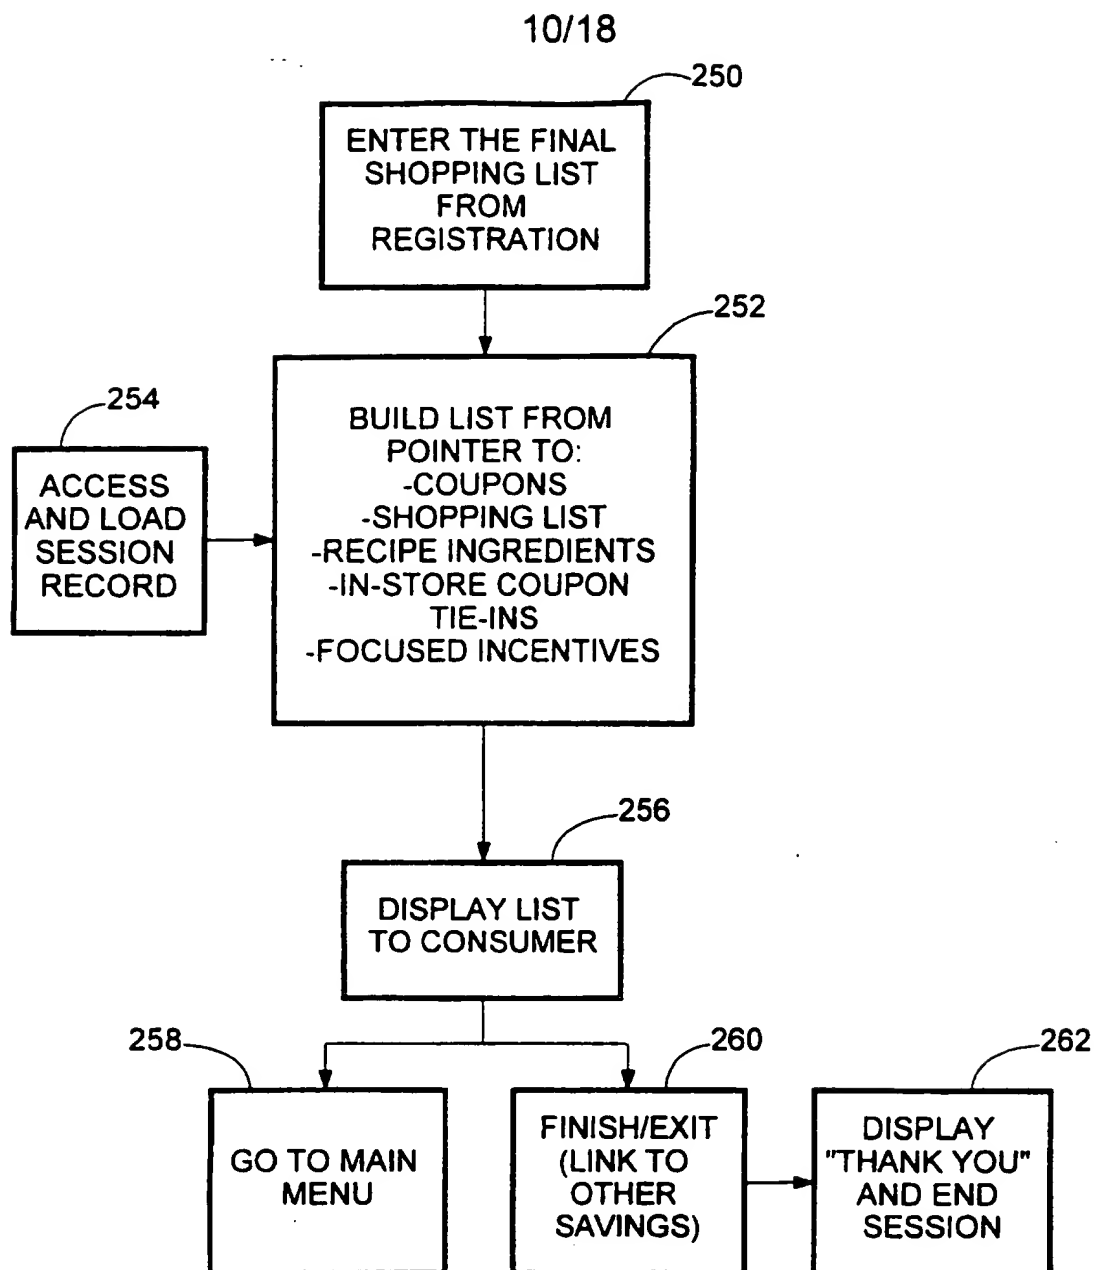 10/18
250
ENTER THE FINAL
SHOPPING LIST
FROM
REGISTRATION
252
BUILD LIST FROM
POINTER TO:
-COUPONS
-SHOPPING LIST
-RECIPE INGREDIENTS
-IN-STORE COUPON
TIE-INS
-FOCUSED INCENTIVES
254
ACCESS
AND LOAD
SESSION
RECORD
256
DISPLAY LIST
TO CONSUMER
258
GO TO MAIN
MENU
260
FINISH/EXIT
(LINK TO
OTHER
SAVINGS)
262
DISPLAY
"THANK YOU"
AND END
SESSION